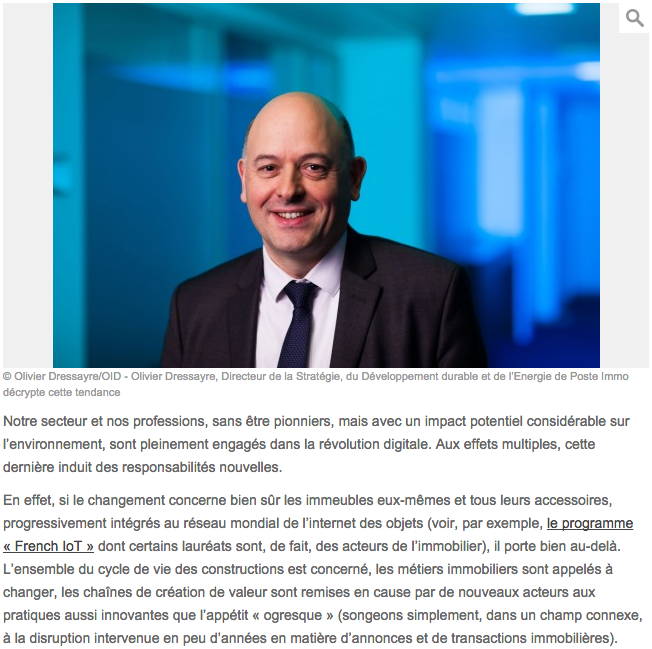 © Olivier Dressayre/OID - Olivier Dressayre, Directeur de la Stratégie, du Développement durable et de l'Energie de Poste Immo
décrypte cette tendance
Notre secteur et nos professions, sans être pionniers, mais avec un impact potentiel considérable sur
l'environnement, sont pleinement engagés dans la révolution digitale. Aux effets multiples, cette
dernière induit des responsabilités nouvelles.
En effet, si le changement concerne bien sûr les immeubles eux-mêmes et tous leurs accessoires,
progressivement intégrés au réseau mondial de l'internet des objets (voir, par exemple, le programme
« French IoT » dont certains lauréats sont, de fait, des acteurs de l'immobilier), il porte bien au-delà.
L'ensemble du cycle de vie des constructions est concerné, les métiers immobiliers sont appelés à
changer, les chaînes de création de valeur sont remises en cause par de nouveaux acteurs aux
pratiques aussi innovantes que l'appétit « ogresque » (songeons simplement, dans un champ connexe,
à la disruption intervenue en peu d'années en matière d'annonces et de transactions immobilières).